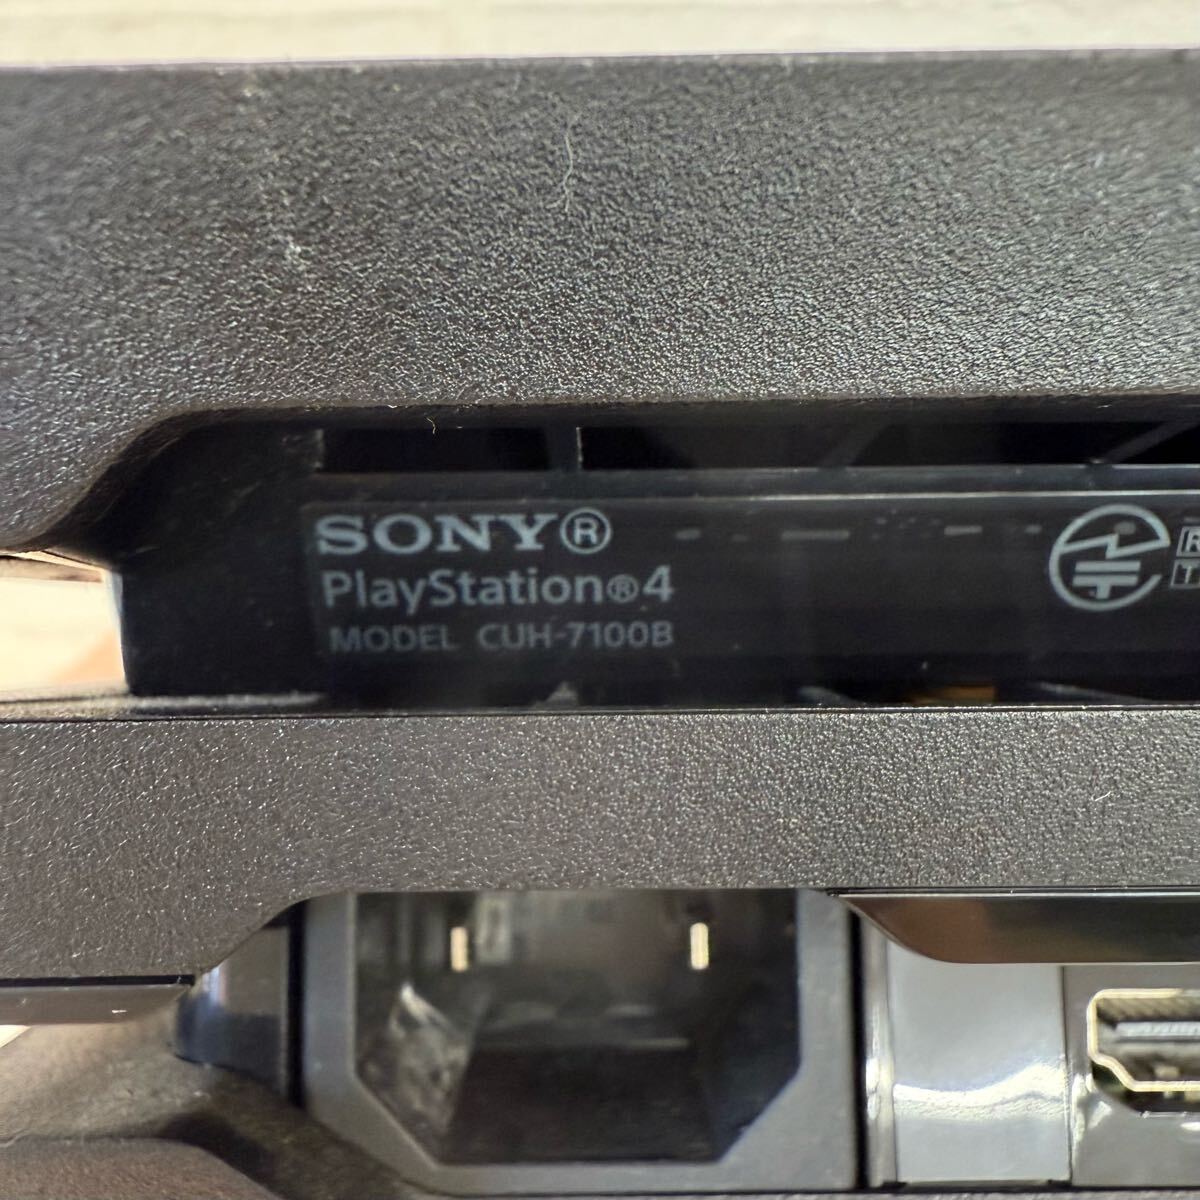 SONY®
PlayStation®4
MODEL CUH-7100B
R
T